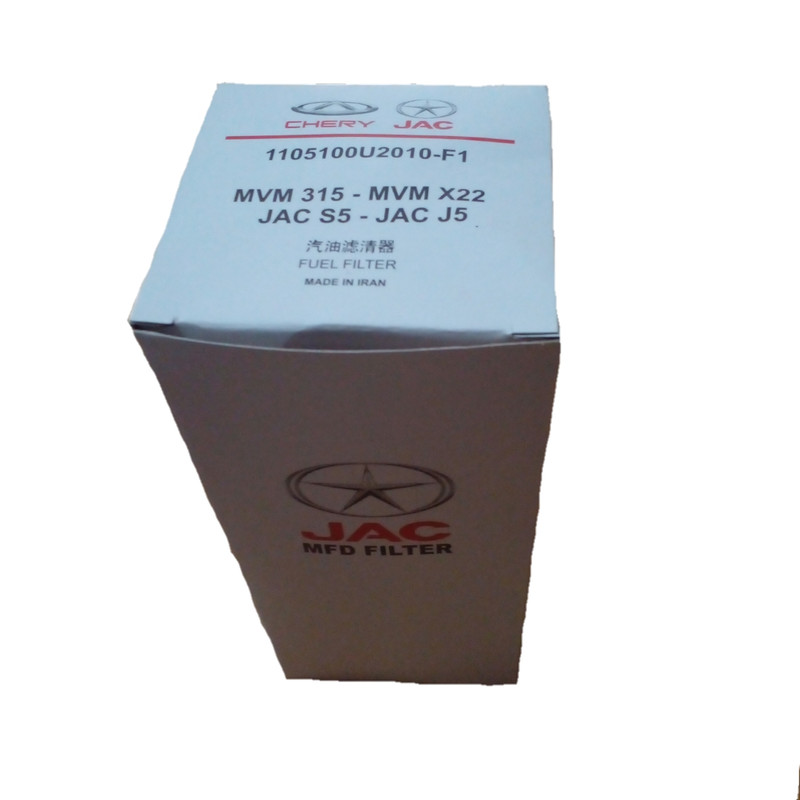 CHERY JAC
1105100U2010-F1
MVM 315 - MVM X22
JAC S5 - JAC J5
汽油滤清器
FUEL FILTER
MADE IN IRAN
JAC
MFD FILTER